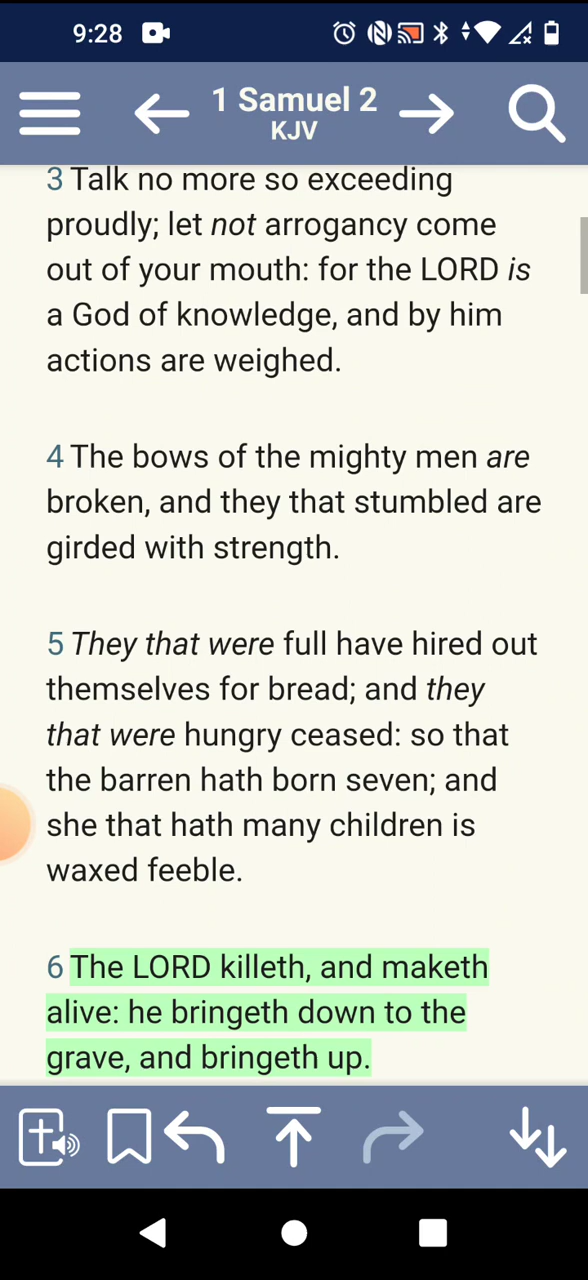 9:28
1 Samuel 2
KJV
3 Talk no more so exceeding
proudly; let not arrogancy come
out of your mouth: for the LORD is
a God of knowledge, and by him
actions are weighed.
4 The bows of the mighty men are
broken, and they that stumbled are
girded with strength.
5 They that were full have hired out
themselves for bread; and they
that were hungry ceased: so that
the barren hath born seven; and
she that hath many children is
waxed feeble.
6 The LORD killeth, and maketh
alive: he bringeth down to the
grave, and bringeth up.